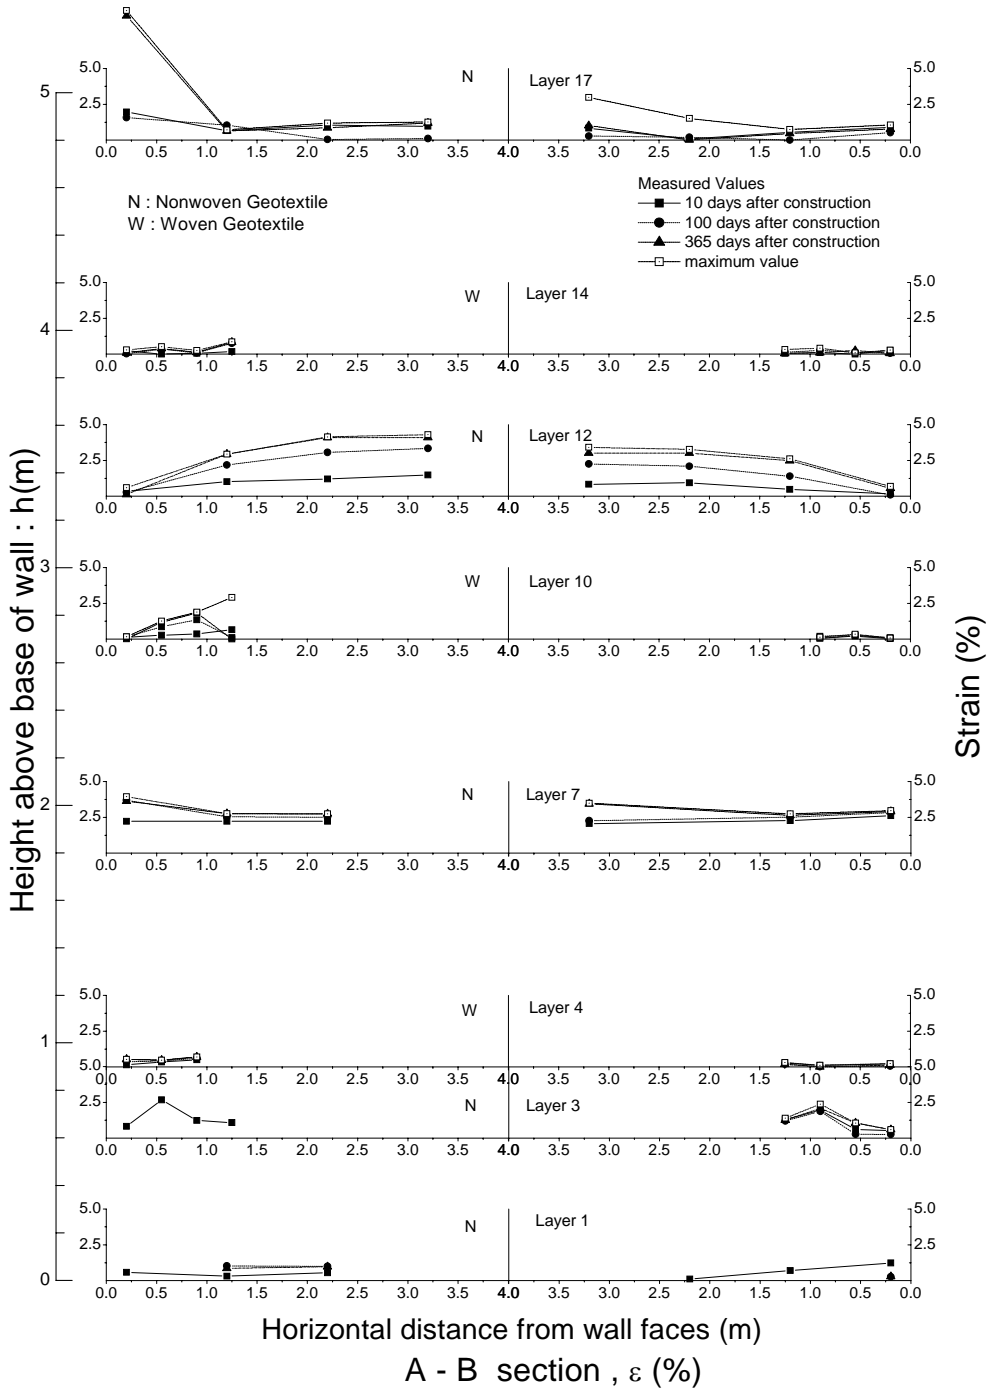 5.0 N Layer 17 5.0
5
2.5 2.5
0.0 0.5 1.0 1.5 2.0 2.5 3.0 3.5 4.0 3.5 3.0 2.5 2.0 1.5 1.0 0.5 0.0
N : Nonwoven Geotextile
W : Woven Geotextile
Measured Values
10 days after construction
100 days after construction
365 days after construction
maximum value
5.0 W Layer 14 5.0
4
2.5 2.5
0.0 0.5 1.0 1.5 2.0 2.5 3.0 3.5 4.0 3.5 3.0 2.5 2.0 1.5 1.0 0.5 0.0
5.0 N Layer 12 5.0
2.5 2.5
0.0 0.5 1.0 1.5 2.0 2.5 3.0 3.5 4.0 3.5 3.0 2.5 2.0 1.5 1.0 0.5 0.0
3
5.0 W Layer 10 5.0
2.5 2.5
0.0 0.5 1.0 1.5 2.0 2.5 3.0 3.5 4.0 3.5 3.0 2.5 2.0 1.5 1.0 0.5 0.0
Height above base of wall : h(m)
Strain (%)
5.0 N Layer 7 5.0
2
2.5 2.5
0.0 0.5 1.0 1.5 2.0 2.5 3.0 3.5 4.0 3.5 3.0 2.5 2.0 1.5 1.0 0.5 0.0
5.0 W Layer 4 5.0
1
2.5 2.5
5.0 5.0
0.0 0.5 1.0 1.5 2.0 2.5 3.0 3.5 4.0 3.5 3.0 2.5 2.0 1.5 1.0 0.5 0.0
2.5 N Layer 3 2.5
0.0 0.5 1.0 1.5 2.0 2.5 3.0 3.5 4.0 3.5 3.0 2.5 2.0 1.5 1.0 0.5 0.0
5.0 N Layer 1 5.0
2.5 2.5
0
0.0 0.5 1.0 1.5 2.0 2.5 3.0 3.5 4.0 3.5 3.0 2.5 2.0 1.5 1.0 0.5 0.0
Horizontal distance from wall faces (m)
A - B section , ε (%)